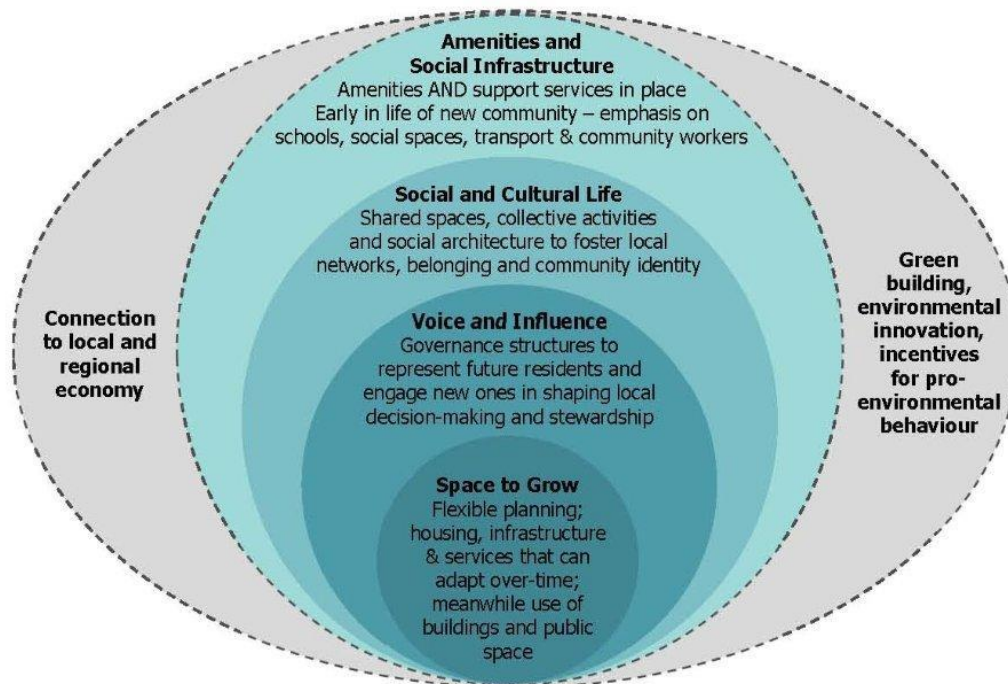 Amenities and
Social Infrastructure
Amenities AND support services in place
Early in life of new community – emphasis on
schools, social spaces, transport & community workers
Social and Cultural Life
Shared spaces, collective activities
and social architecture to foster local
networks, belonging and community identity
Voice and Influence
Governance structures to
represent future residents and
engage new ones in shaping local
decision-making and stewardship
Space to Grow
Flexible planning;
housing, infrastructure
& services that can
adapt over-time;
meanwhile use of
buildings and public
space
Connection
to local and
regional
economy
Green
building,
environmental
innovation,
incentives
for pro-
environmental
behaviour